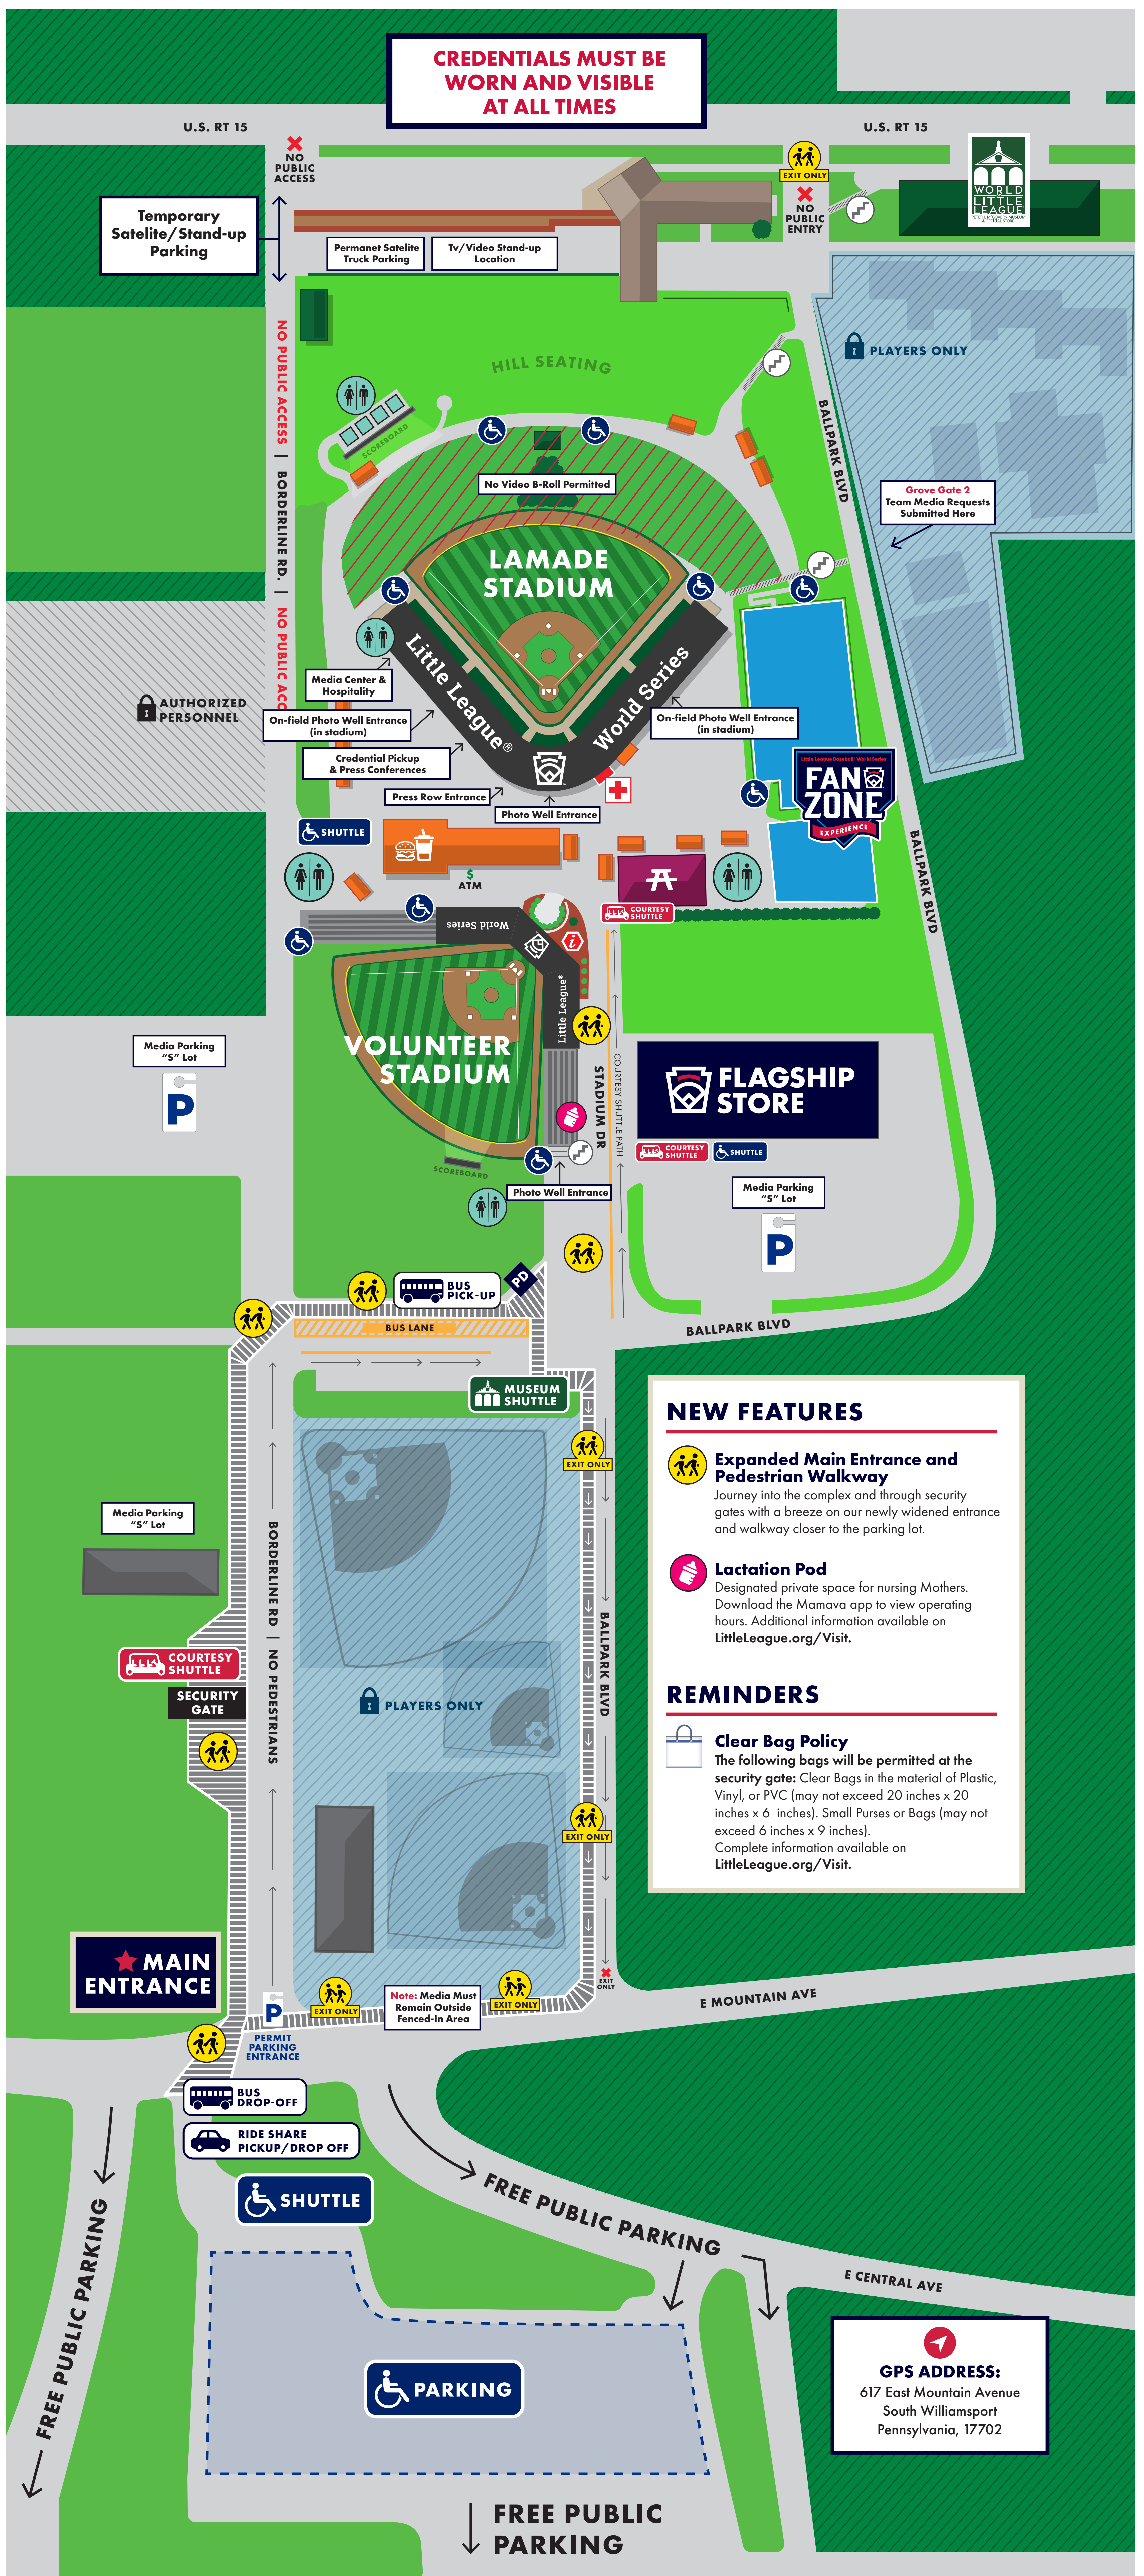 CREDENTIALS MUST BE
WORN AND VISIBLE
AT ALL TIMES
U.S. RT 15
U.S. RT 15
NO
PUBLIC
ACCESS
EXIT ONLY
NO
PUBLIC
ENTRY
WORLD
OF
LITTLE
LEAGUE
PETER J. McGOVERN MUSEUM
& OFFICIAL STORE
Temporary
Satelite/Stand-up
Parking
Permanet Satelite
Truck Parking
Tv/Video Stand-up
Location
NO PUBLIC ACCESS | BORDERLINE RD. | NO PUBLIC ACC
HILL SEATING
PLAYERS ONLY
BALLPARK BLVD
SCOREBOARD
No Video B-Roll Permitted
Grove Gate 2
Team Media Requests
Submitted Here
LAMADE
STADIUM
Little League®
World Series
Media Center &
Hospitality
AUTHORIZED
PERSONNEL
On-field Photo Well Entrance
(in stadium)
On-field Photo Well Entrance
(in stadium)
Credential Pickup
& Press Conferences
Press Row Entrance
Photo Well Entrance
Little League Baseball® World Series
FAN
ZONE
EXPERIENCE
SHUTTLE
$
ATM
BALLPARK BLVD
COURTESY
SHUTTLE
World Series
i
Little League®
VOLUNTEER
STADIUM
Media Parking
"S" Lot
P
STADIUM DR
COURTESY SHUTTLE PATH
FLAGSHIP
STORE
COURTESY
SHUTTLE
SHUTTLE
SCOREBOARD
Photo Well Entrance
Media Parking
"S" Lot
P
PD
BUS
PICK-UP
BUS LANE
BALLPARK BLVD
MUSEUM
SHUTTLE
EXIT ONLY
NEW FEATURES
Expanded Main Entrance and
Pedestrian Walkway
Journey into the complex and through security
gates with a breeze on our newly widened entrance
and walkway closer to the parking lot.
Lactation Pod
Designated private space for nursing Mothers.
Download the Mamava app to view operating
hours. Additional information available on
LittleLeague.org/Visit.
REMINDERS
Clear Bag Policy
The following bags will be permitted at the
security gate: Clear Bags in the material of Plastic,
Vinyl, or PVC (may not exceed 20 inches x 20
inches x 6 inches). Small Purses or Bags (may not
exceed 6 inches x 9 inches).
Complete information available on
LittleLeague.org/Visit.
Media Parking
"S" Lot
BORDERLINE RD | NO PEDESTRIANS
BALLPARK BLVD
COURTESY
SHUTTLE
SECURITY
GATE
PLAYERS ONLY
EXIT ONLY
MAIN
ENTRANCE
P
PERMIT
PARKING
ENTRANCE
EXIT ONLY
Note: Media Must
Remain Outside
Fenced-In Area
EXIT ONLY
EXIT
ONLY
E MOUNTAIN AVE
BUS
DROP-OFF
RIDE SHARE
PICKUP/DROP OFF
SHUTTLE
FREE PUBLIC PARKING
FREE PUBLIC PARKING
E CENTRAL AVE
PARKING
GPS ADDRESS:
617 East Mountain Avenue
South Williamsport
Pennsylvania, 17702
FREE PUBLIC
PARKING